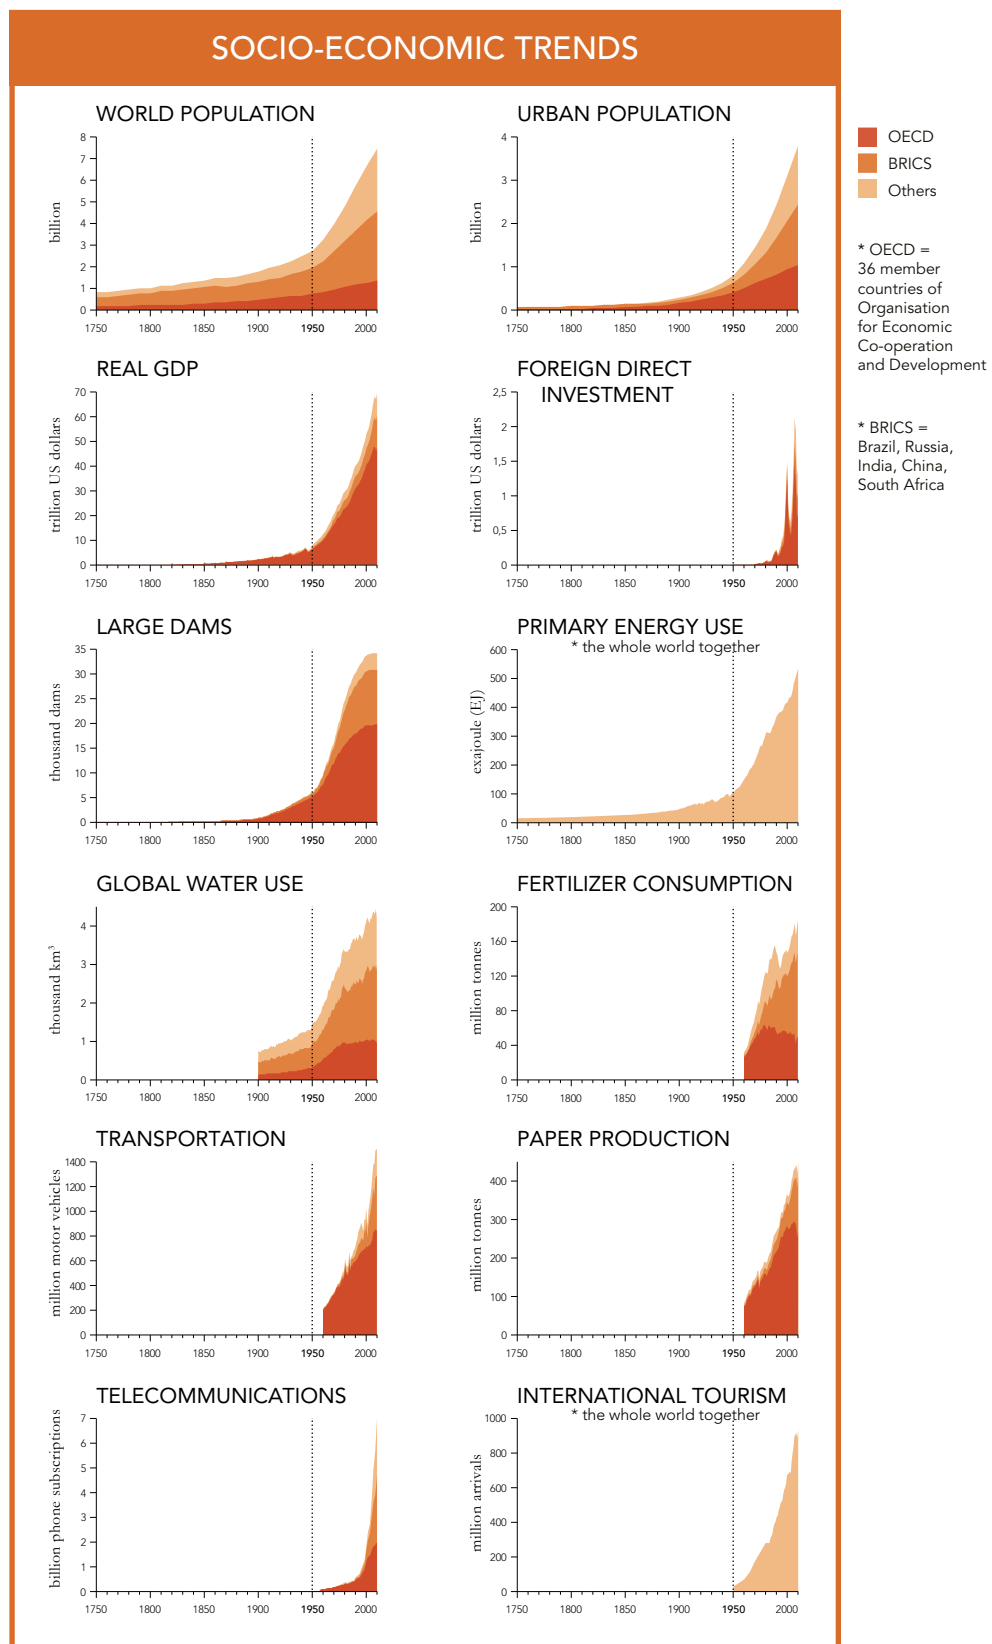 SOCIO-ECONOMIC TRENDS
OECD
BRICS
Others
* OECD =
36 member
countries of
Organisation
for Economic
Co-operation
and Development
* BRICS =
Brazil, Russia,
India, China,
South Africa
WORLD POPULATION
billion
8
7
6
5
4
3
2
1
0
1750 1800 1850 1900 1950 2000
URBAN POPULATION
billion
4
3
2
1
0
1750 1800 1850 1900 1950 2000
REAL GDP
trillion US dollars
70
60
50
40
30
20
10
0
1750 1800 1850 1900 1950 2000
FOREIGN DIRECT
INVESTMENT
trillion US dollars
2,5
2
1,5
1
0,5
0
1750 1800 1850 1900 1950 2000
LARGE DAMS
thousand dams
35
30
25
20
15
10
5
0
1750 1800 1850 1900 1950 2000
PRIMARY ENERGY USE
* the whole world together
exajoule (EJ)
600
500
400
300
200
100
0
1750 1800 1850 1900 1950 2000
GLOBAL WATER USE
thousand km³
4
3
2
1
0
1750 1800 1850 1900 1950 2000
FERTILIZER CONSUMPTION
million tonnes
200
160
120
80
40
0
1750 1800 1850 1900 1950 2000
TRANSPORTATION
million motor vehicles
1400
1200
1000
800
600
400
200
0
1750 1800 1850 1900 1950 2000
PAPER PRODUCTION
million tonnes
400
300
200
100
0
1750 1800 1850 1900 1950 2000
TELECOMMUNICATIONS
billion phone subscriptions
7
6
5
4
3
2
1
0
1750 1800 1850 1900 1950 2000
INTERNATIONAL TOURISM
* the whole world together
million arrivals
1000
800
600
400
200
0
1750 1800 1850 1900 1950 2000